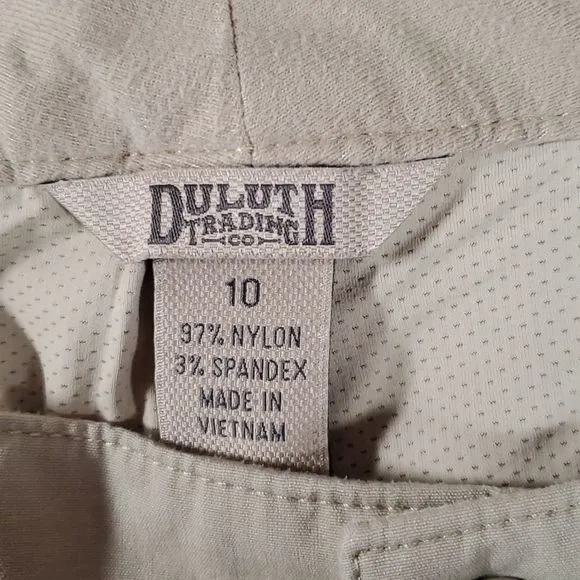 DULUTH
TRADING
CO
10
97% NYLON
3% SPANDEX
MADE IN
VIETNAM